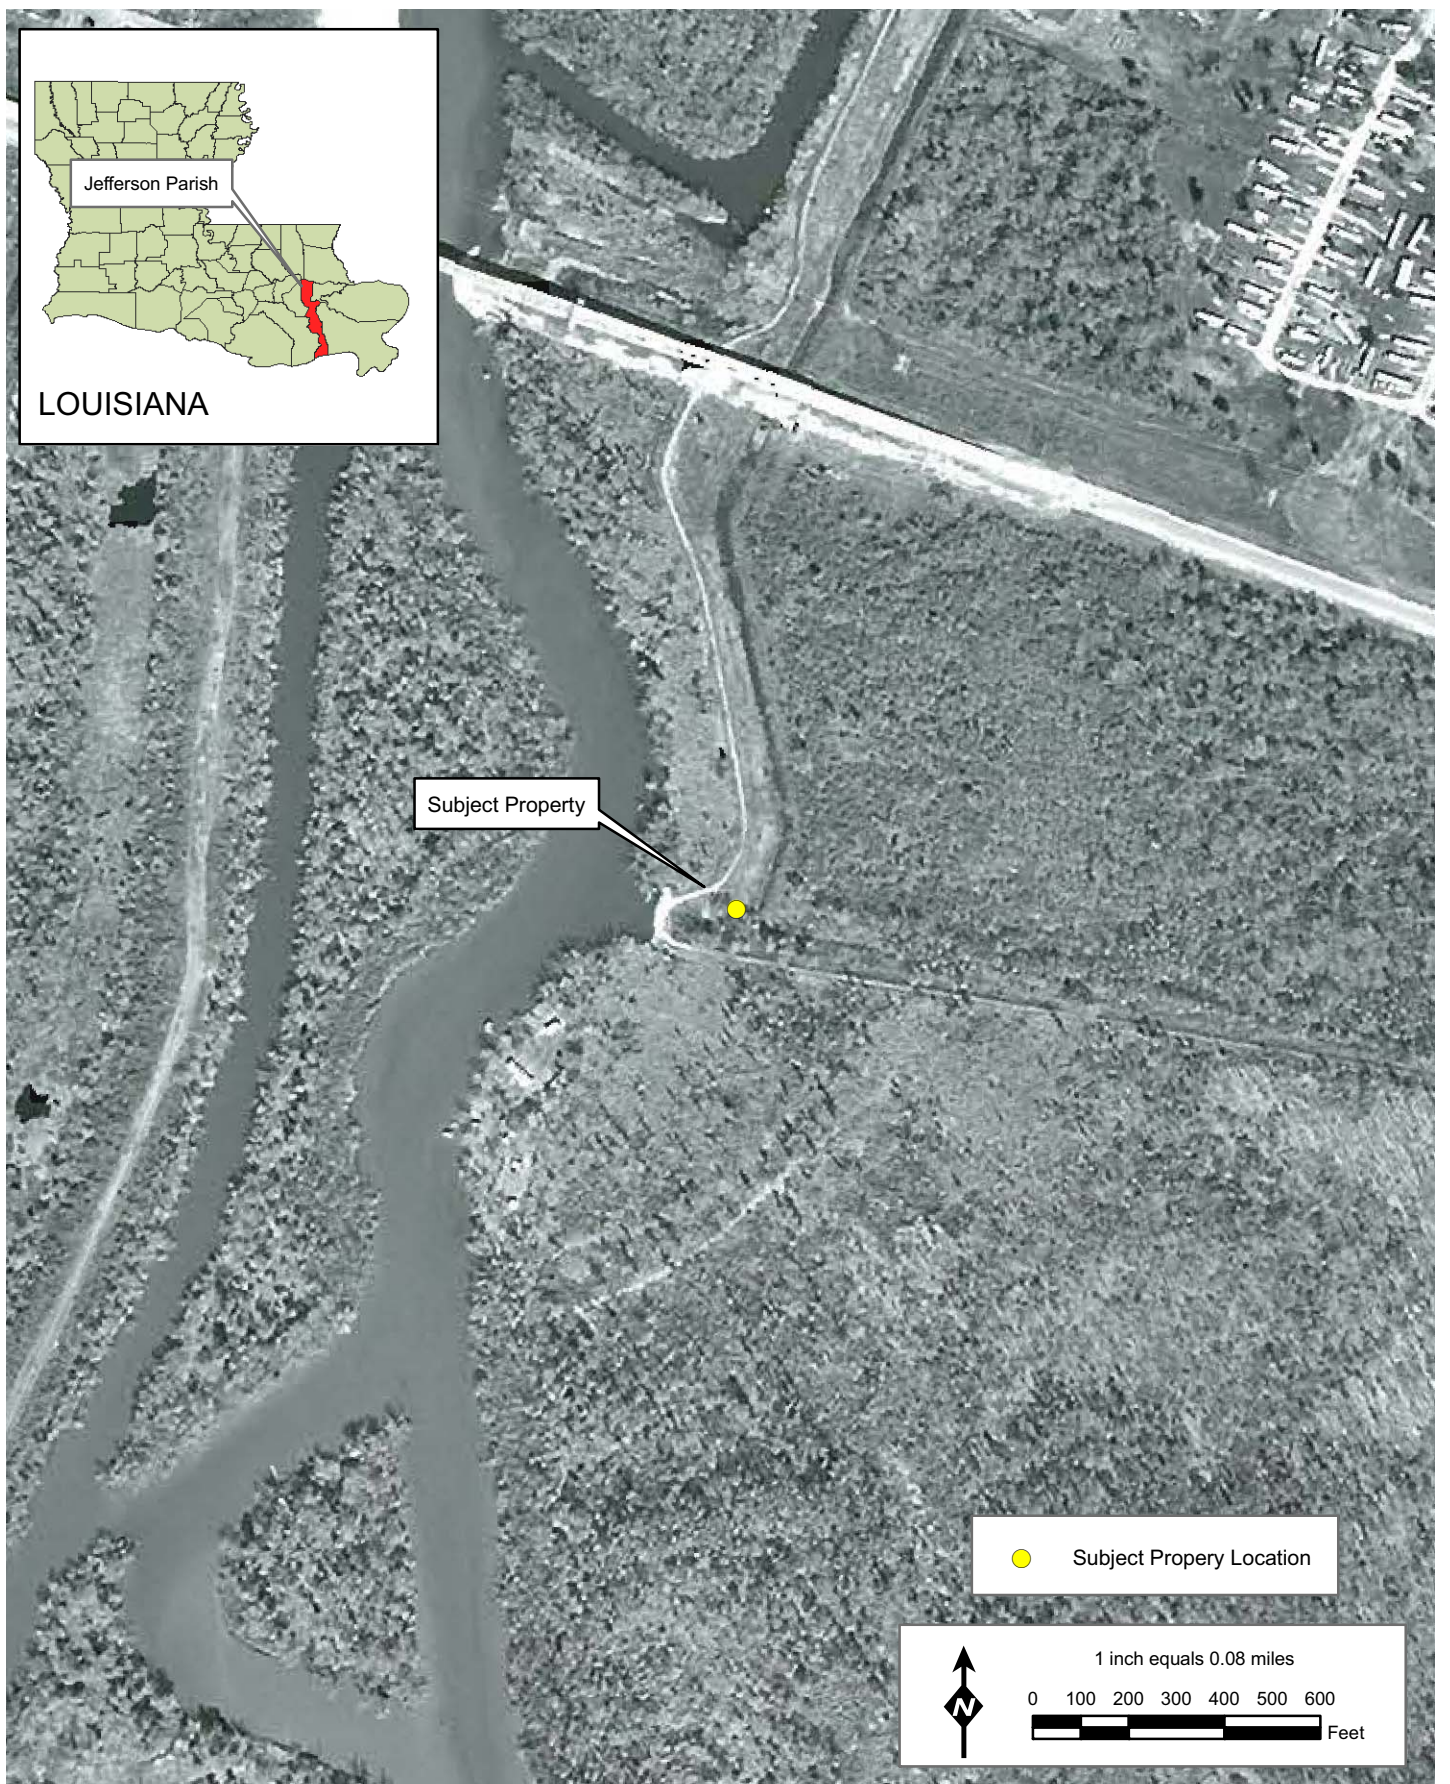 Jefferson Parish
LOUISIANA
Subject Property
Subject Propery Location
1 inch equals 0.08 miles
N
0 100 200 300 400 500 600
Feet